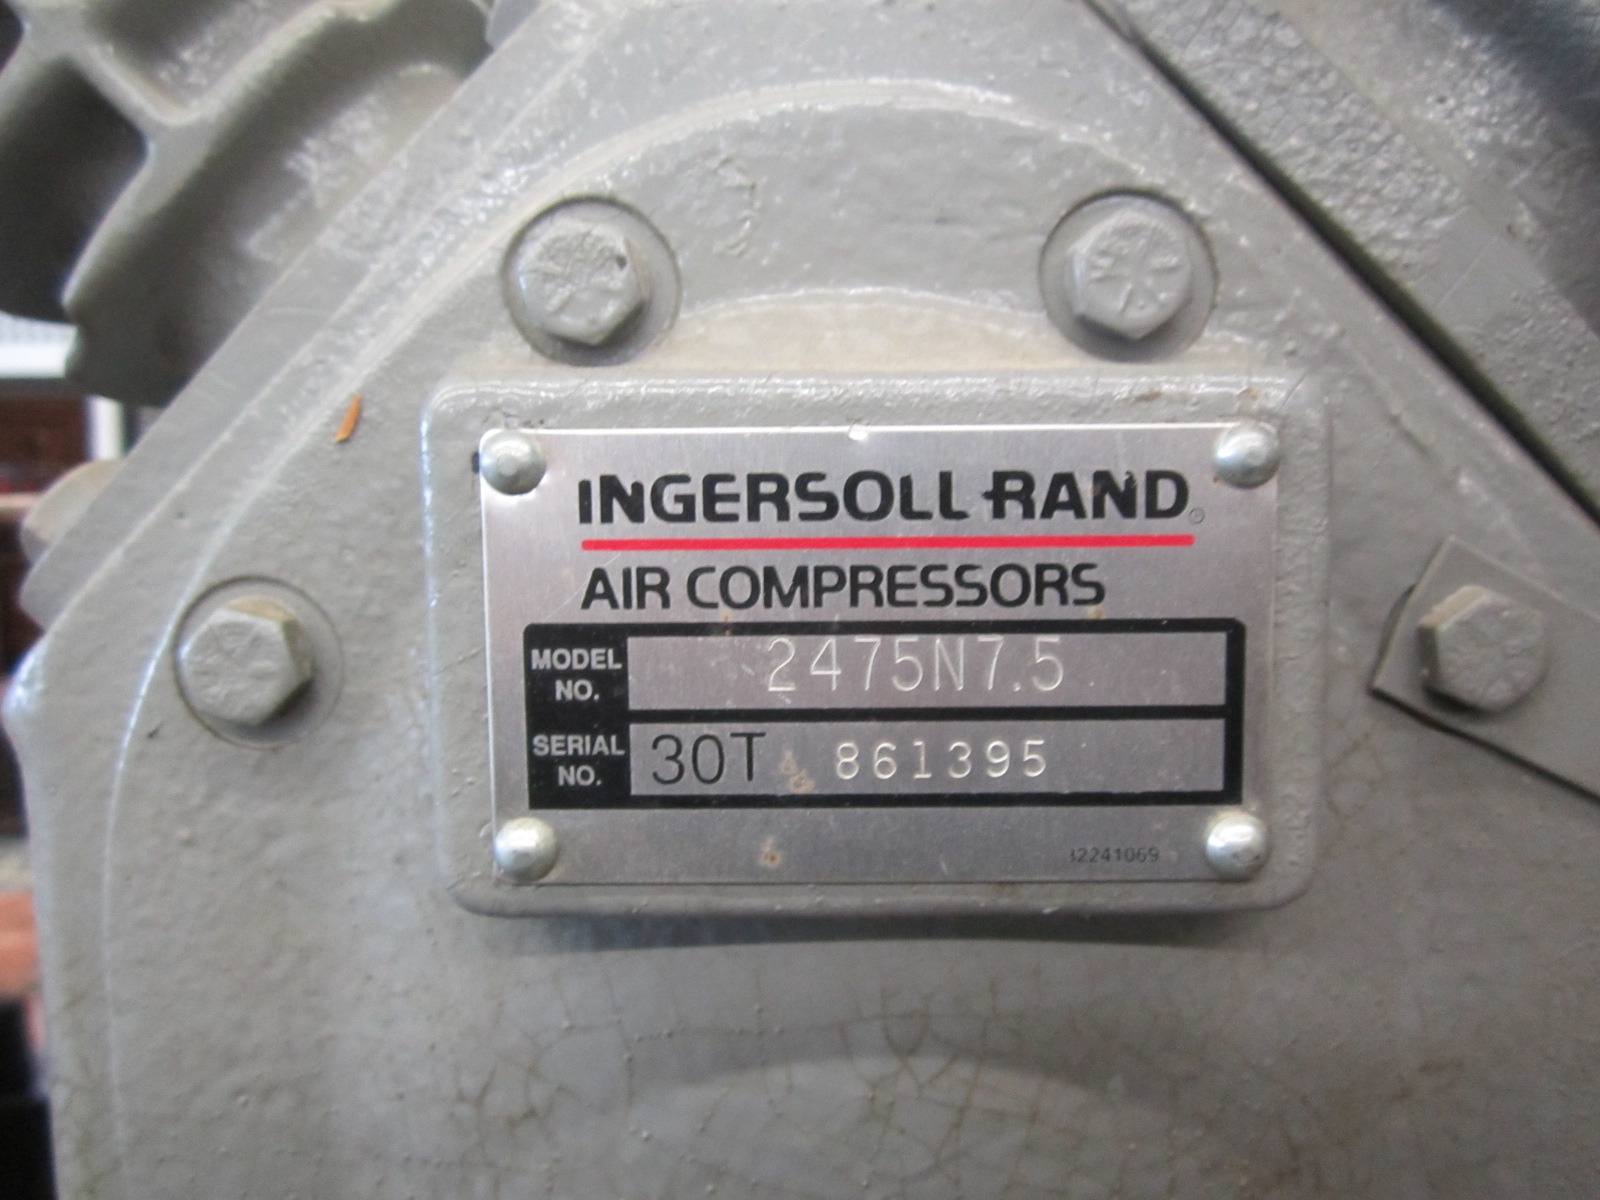 INGERSOLL-RAND®
AIR COMPRESSORS
MODEL NO. 2475N7.5
SERIAL NO. 30T 861395
32241069